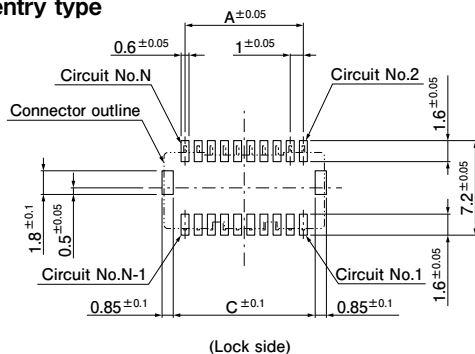 entry type
A±0.05
0.6±0.05
1±0.05
Circuit No.N
Circuit No.2
Connector outline
1.6±0.05
7.2±0.05
1.8±0.1
0.5±0.05
Circuit No.N-1
Circuit No.1
1.6±0.05
0.85±0.1
C±0.1
0.85±0.1
(Lock side)